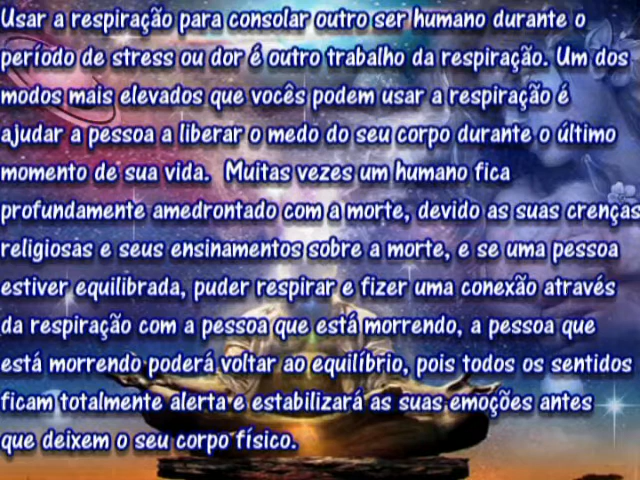 Usar a respiração para consolar outro ser humano durante o
período de stress ou dor é outro trabalho da respiração. Um dos
modos mais elevados que vocês podem usar a respiração é
ajudar a pessoa a liberar o medo do seu corpo durante o último
momento de sua vida. Muitas vezes um humano fica
profundamente amedrontado com a morte, devido as suas crenças
religiosas e seus ensinamentos sobre a morte, e se uma pessoa
estiver equilibrada, puder respirar e fizer uma conexão através
da respiração com a pessoa que está morrendo, a pessoa que
está morrendo poderá voltar ao equilíbrio, pois todos os sentidos
ficam totalmente alerta e estabilizará as suas emoções antes
que deixem o seu corpo físico.